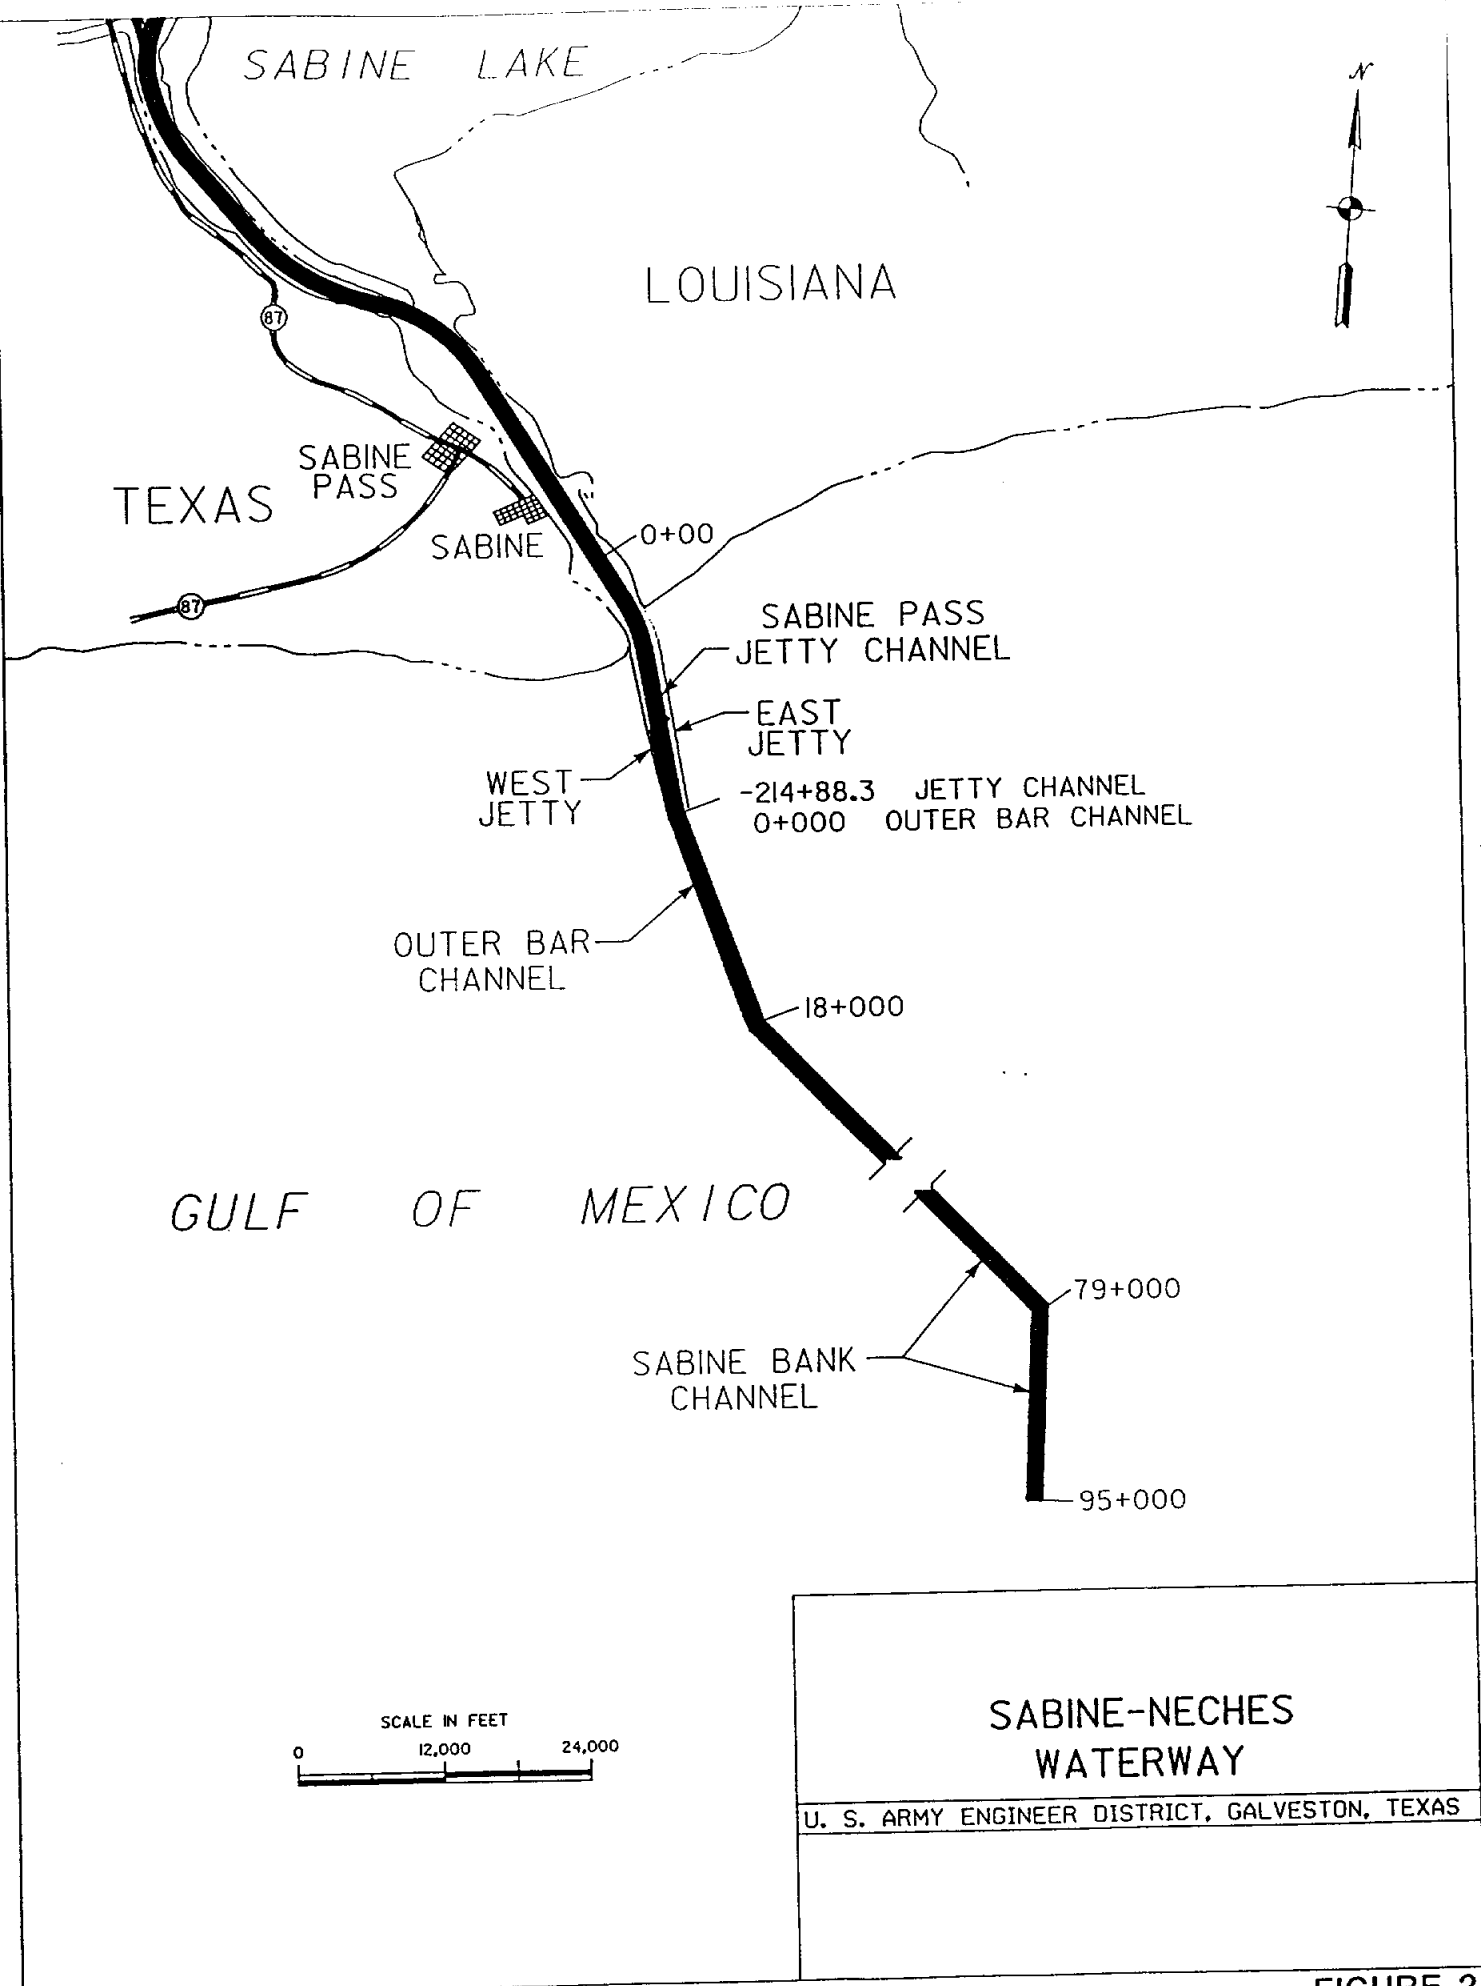 SABINE LAKE
N
LOUISIANA
87
SABINE
PASS
TEXAS
SABINE
0+00
87
SABINE PASS
JETTY CHANNEL
EAST
JETTY
WEST
JETTY
-214+88.3 JETTY CHANNEL
0+000 OUTER BAR CHANNEL
OUTER BAR
CHANNEL
18+000
GULF OF MEXICO
79+000
SABINE BANK
CHANNEL
95+000
SCALE IN FEET
0 12,000 24,000
SABINE-NECHES
WATERWAY
U. S. ARMY ENGINEER DISTRICT, GALVESTON, TEXAS
FIGURE 2